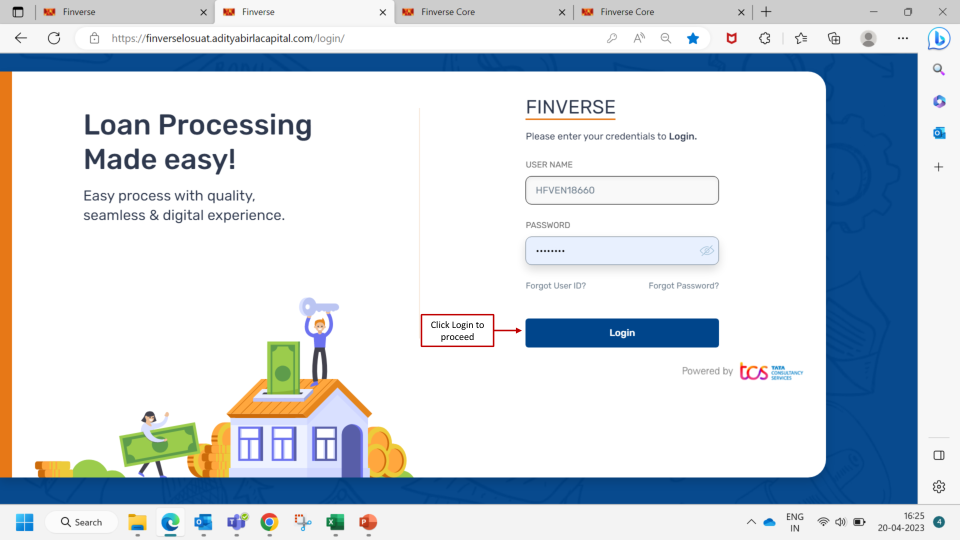 Finverse
Finverse
Finverse Core
Finverse Core
https://finverselosuat.adityabirlacapital.com/login/
Loan Processing
Made easy!
Easy process with quality,
seamless & digital experience.
FINVERSE
Please enter your credentials to Login.
USER NAME
HFVEN18660
PASSWORD
••••••••
Forgot User ID?
Forgot Password?
Click Login to
proceed
Login
Powered by
tcs
TATA
CONSULTANCY
SERVICES
Search
ENG
IN
16:25
20-04-2023
4